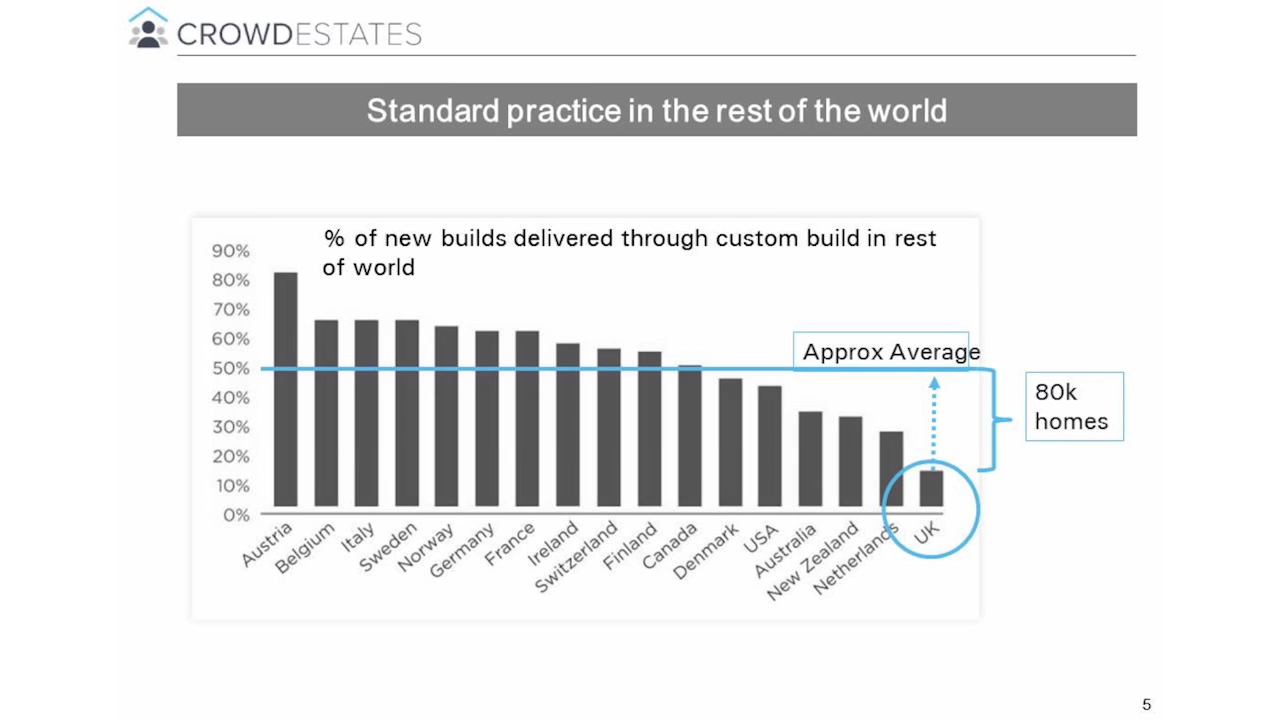 CROWDESTATES
Standard practice in the rest of the world
% of new builds delivered through custom build in rest
of world
90%
80%
70%
60%
50%
40%
30%
20%
10%
0%
Approx Average
80k
homes
Austria
Belgium
Italy
Sweden
Norway
Germany
France
Ireland
Switzerland
Finland
Canada
Denmark
USA
Australia
New Zealand
Netherlands
UK
5